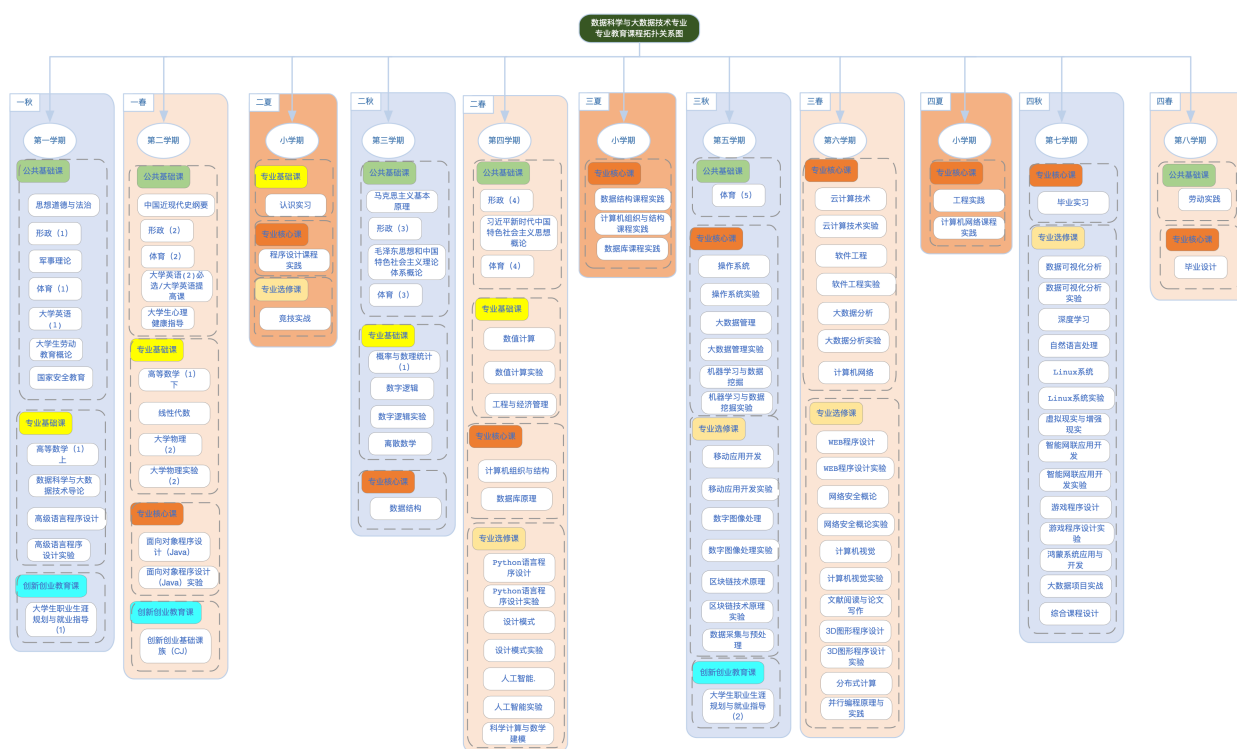 数据科学与大数据技术专业
专业教育课程拓扑关系图
一秋
第一学期
公共基础课
思想道德与法治
形政（1）
军事理论
体育（1）
大学英语
（1）
大学生劳动
教育概论
国家安全教育
专业基础课
高等数学（1）
上
数据科学与大数
据技术导论
高级语言程序设计
高级语言程序
设计实验
创新创业教育课
大学生职业生涯
规划与就业指导
（1）
一春
第二学期
公共基础课
中国近现代史纲要
形政（2）
体育（2）
大学英语(2)必
选/大学英语提
高课
大学生心理
健康指导
专业基础课
高等数学（1）
下
线性代数
大学物理
（2）
大学物理实验
（2）
专业核心课
面向对象程序设
计（Java）
面向对象程序设计
（Java）实验
创新创业教育课
创新创业基础课
族（CJ）
二夏
小学期
专业基础课
认识实习
专业核心课
程序设计课程
实践
专业选修课
竞技实战
二秋
第三学期
公共基础课
马克思主义基本
原理
形政（3）
毛泽东思想和中国
特色社会主义理论
体系概论
体育（3）
专业基础课
概率与数理统计
（1）
数字逻辑
数字逻辑实验
离散数学
专业核心课
数据结构
二春
第四学期
公共基础课
形政（4）
习近平新时代中国
特色社会主义思想
概论
体育（4）
专业基础课
数值计算
数值计算实验
工程与经济管理
专业核心课
计算机组织与结构
数据库原理
专业选修课
Python语言程
序设计
Python语言程
序设计实验
设计模式
设计模式实验
人工智能.
人工智能实验
科学计算与数学
建模
三夏
小学期
专业核心课
数据结构课程实践
计算机组织与结构
课程实践
数据库课程实践
三秋
第五学期
公共基础课
体育（5）
专业核心课
操作系统
操作系统实验
大数据管理
大数据管理实验
机器学习与数据
挖掘
机器学习与数据
挖掘实验
专业选修课
移动应用开发
移动应用开发实验
数字图像处理
数字图像处理实验
区块链技术原理
区块链技术原理
实验
数据采集与预处
理
创新创业教育课
大学生职业生涯
规划与就业指导
（2）
三春
第六学期
专业核心课
云计算技术
云计算技术实验
软件工程
软件工程实验
大数据分析
大数据分析实验
计算机网络
专业选修课
WEB程序设计
WEB程序设计实验
网络安全概论
网络安全概论实验
计算机视觉
计算机视觉实验
文献阅读与论文
写作
3D图形程序设计
3D图形程序设计
实验
分布式计算
并行编程原理与
实践
四夏
小学期
专业核心课
工程实践
计算机网络课程
实践
四秋
第七学期
专业核心课
毕业实习
专业选修课
数据可视化分析
数据可视化分析
实验
深度学习
自然语言处理
Linux系统
Linux系统实验
虚拟现实与增强
现实
智能网联应用开
发
智能网联应用开
发实验
游戏程序设计
游戏程序设计实
验
鸿蒙系统应用与
开发
大数据项目实战
综合课程设计
四春
第八学期
公共基础课
劳动实践
专业核心课
毕业设计